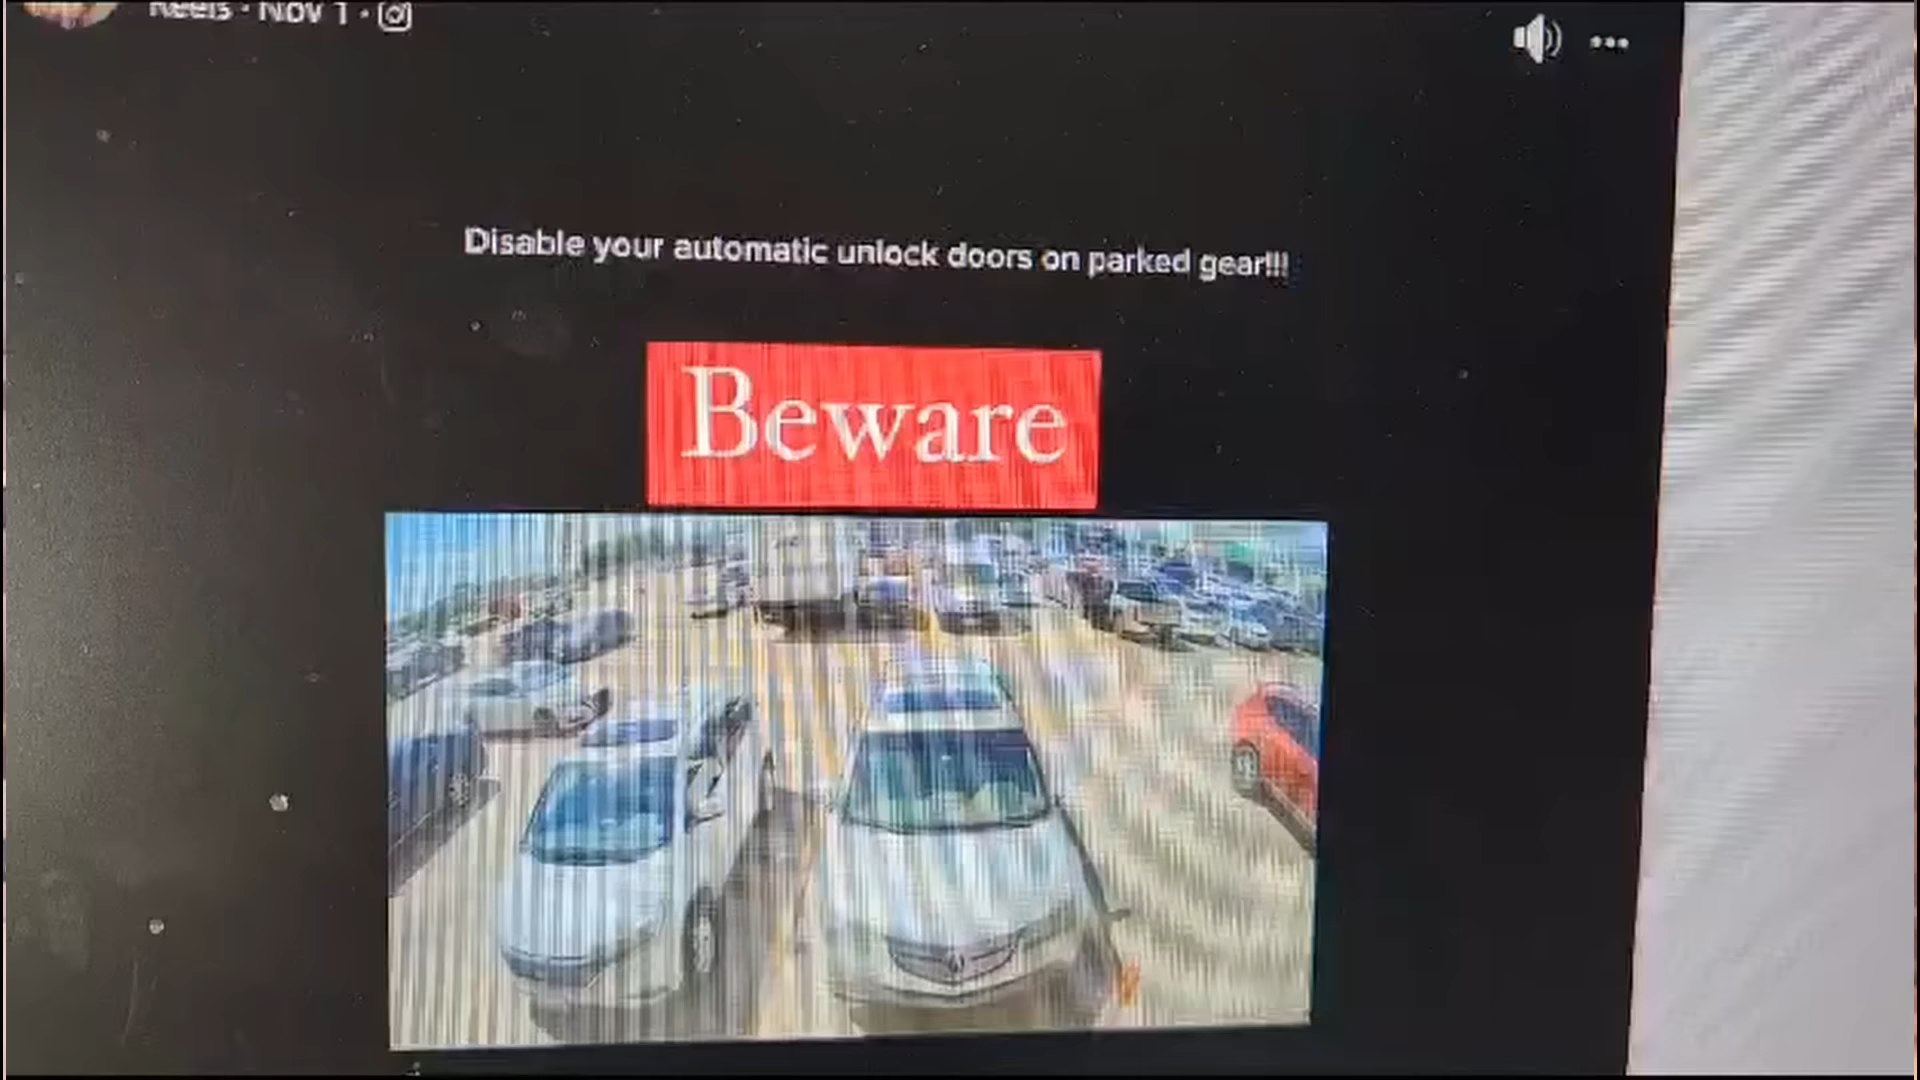 Reels · Nov 1 ·
Disable your automatic unlock doors on parked gear!!!
Beware